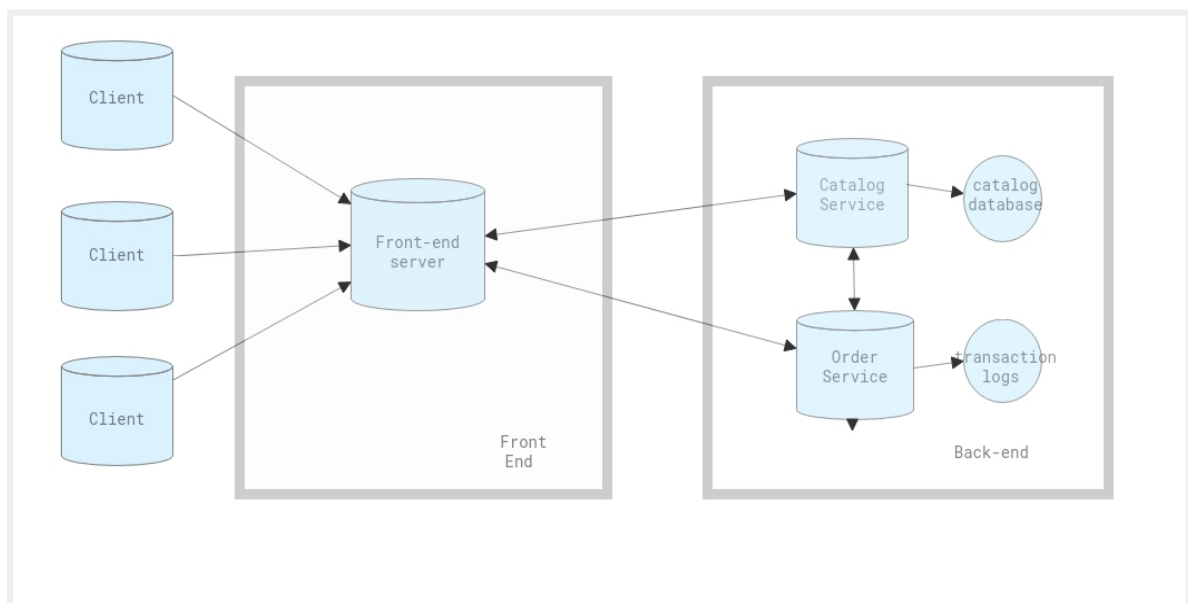 Client
Client
Client
Front-end
server
Front
End
Catalog
Service
catalog
database
Order
Service
transaction
logs
Back-end